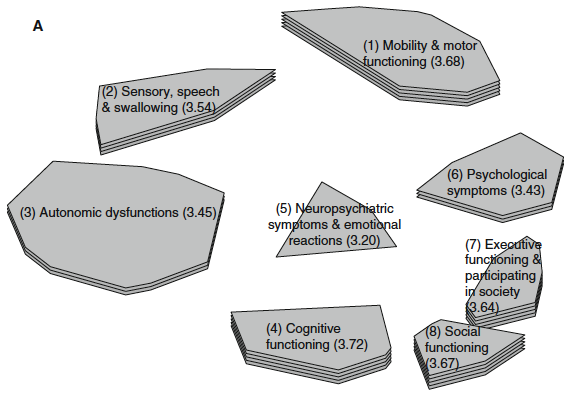 A
(1) Mobility & motor
functioning (3.68)
(2) Sensory, speech
& swallowing (3.54)
(6) Psychological
symptoms (3.43)
(3) Autonomic dysfunctions (3.45)
(5) Neuropsychiatric
symptoms & emotional
reactions (3.20)
(7) Executive
functioning &
participating
in society
(3.64)
(4) Cognitive
functioning (3.72)
(8) Social
functioning
(3.67)